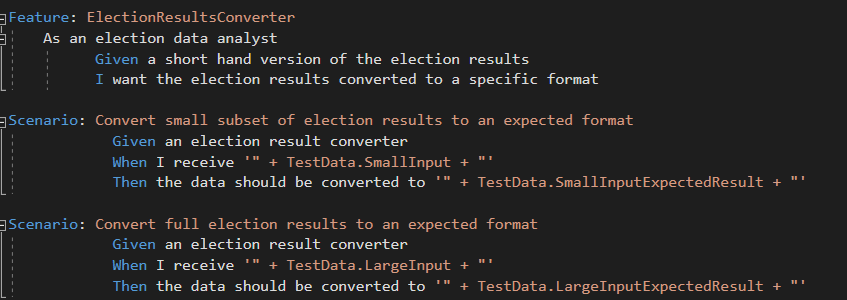 Feature: ElectionResultsConverter
As an election data analyst
Given a short hand version of the election results
I want the election results converted to a specific format
Scenario: Convert small subset of election results to an expected format
Given an election result converter
When I receive '" + TestData.SmallInput + "'
Then the data should be converted to '" + TestData.SmallInputExpectedResult + "'
Scenario: Convert full election results to an expected format
Given an election result converter
When I receive '" + TestData.LargeInput + "'
Then the data should be converted to '" + TestData.LargeInputExpectedResult + "'